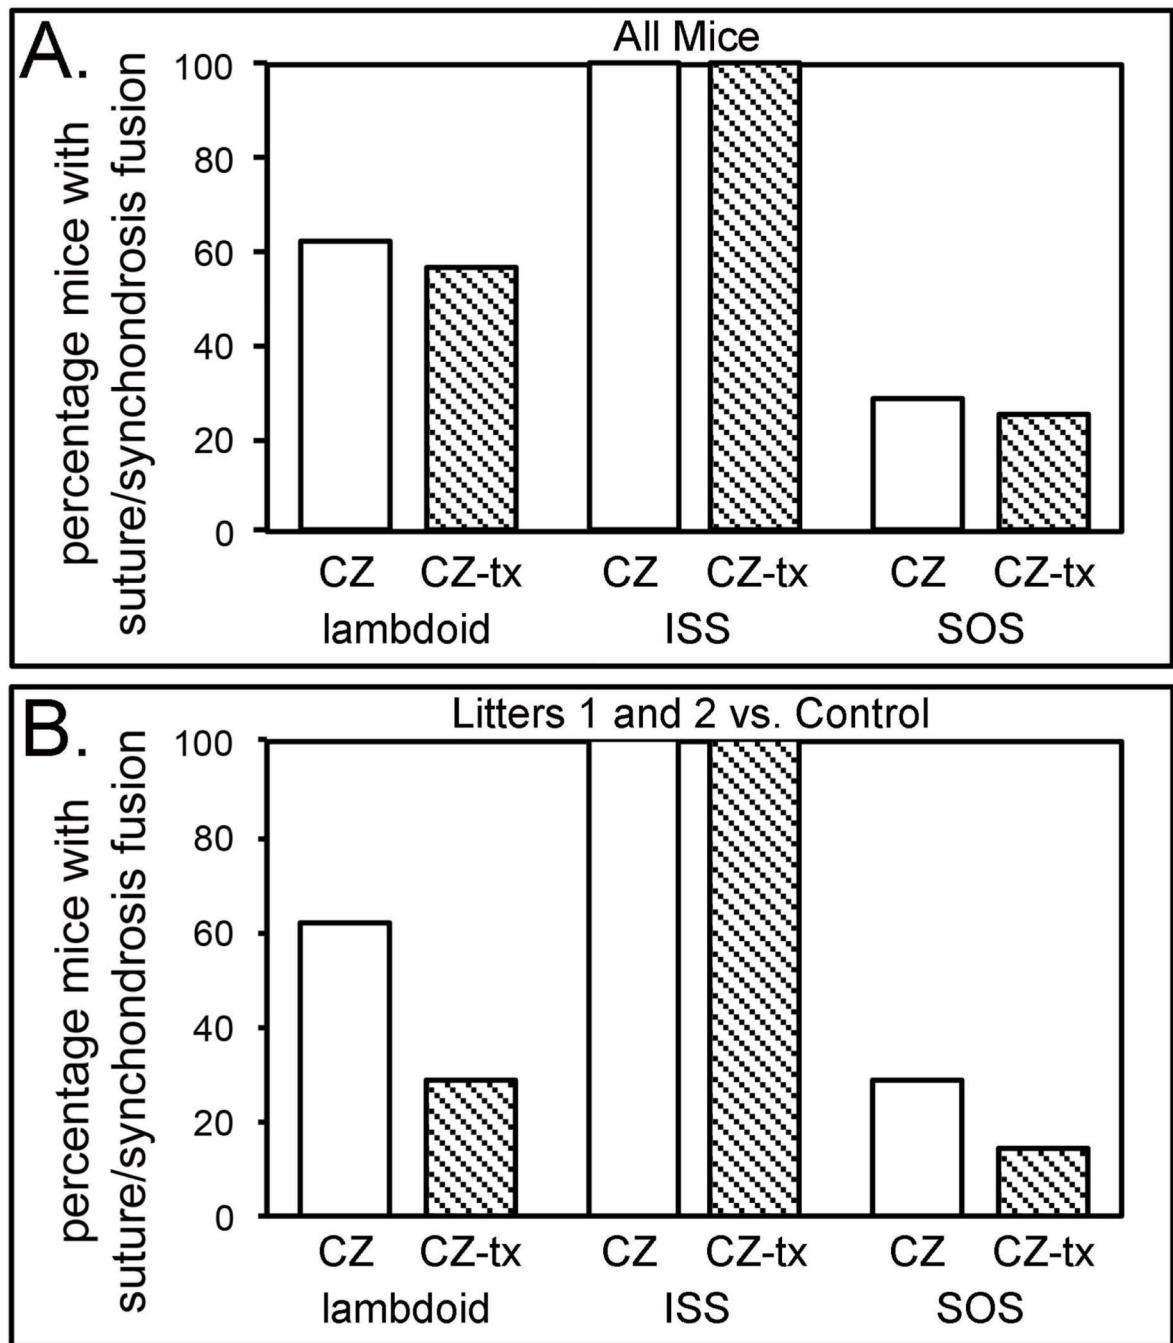 A.
All Mice
percentage mice with
suture/synchondrosis fusion
100
80
60
40
20
0
CZ CZ-tx CZ CZ-tx CZ CZ-tx
lambdoid ISS SOS
B.
Litters 1 and 2 vs. Control
percentage mice with
suture/synchondrosis fusion
100
80
60
40
20
0
CZ CZ-tx CZ CZ-tx CZ CZ-tx
lambdoid ISS SOS